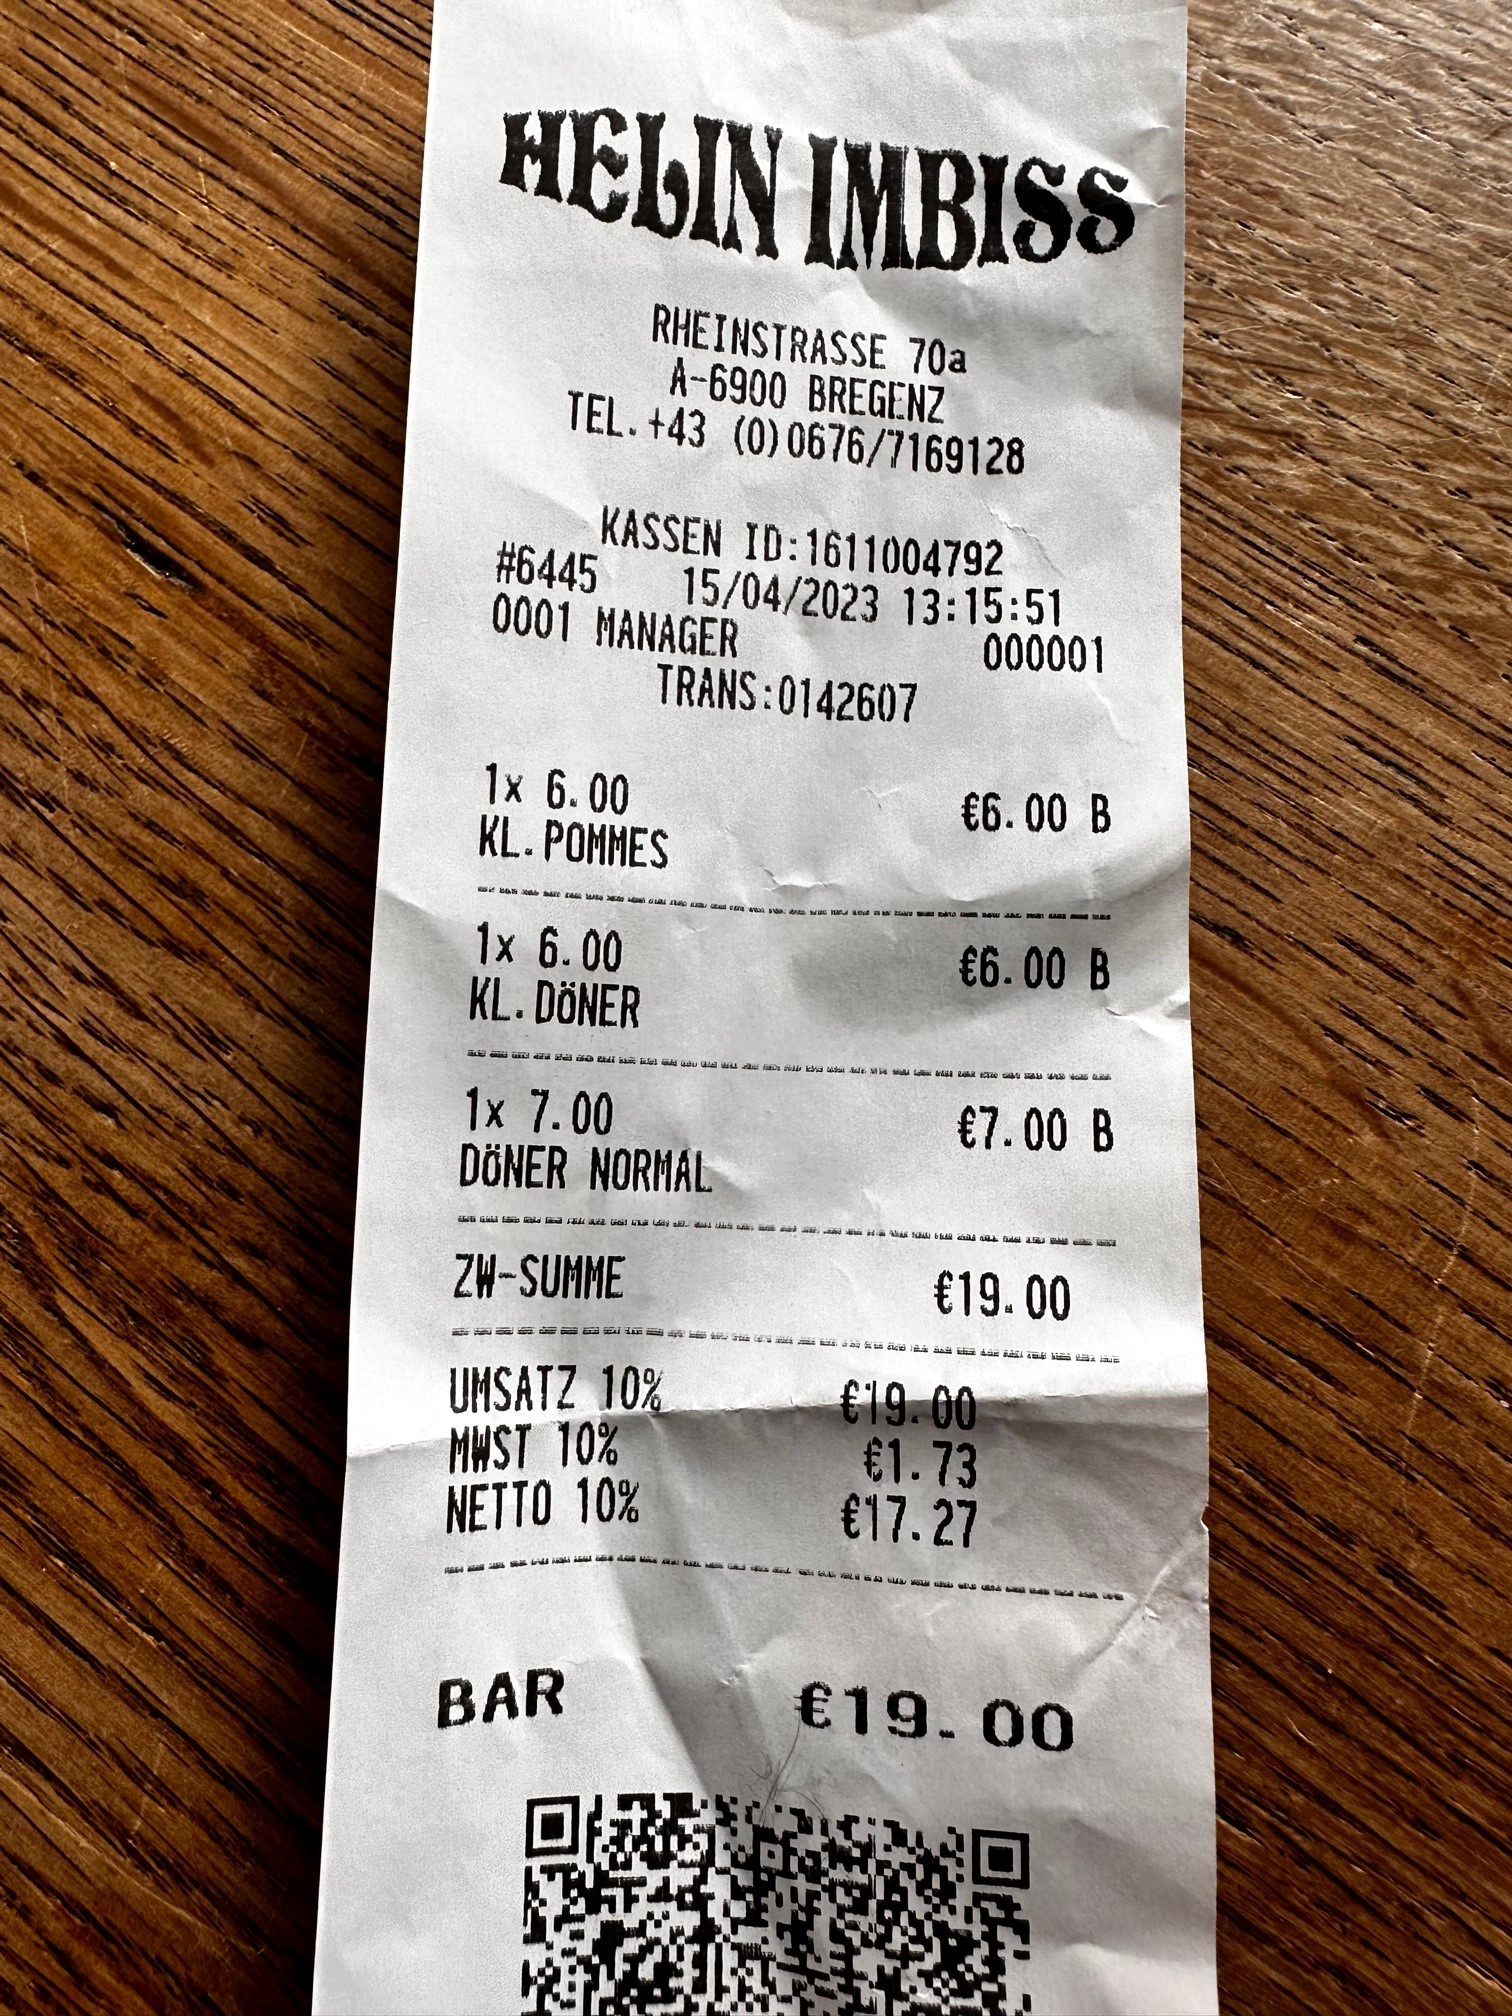 HELIN IMBISS
RHEINSTRASSE 70a
A-6900 BREGENZ
TEL.+43 (0)0676/7169128
KASSEN ID:1611004792
#6445 15/04/2023 13:15:51
0001 MANAGER 000001
TRANS:0142607
1x 6.00 €6.00 B
KL.POMMES
1x 6.00 €6.00 B
KL.DöNER
1x 7.00 €7.00 B
DöNER NORMAL
ZW-SUMME €19.00
UMSATZ 10% €19.00
MWST 10% €1.73
NETTO 10% €17.27
BAR €19.00